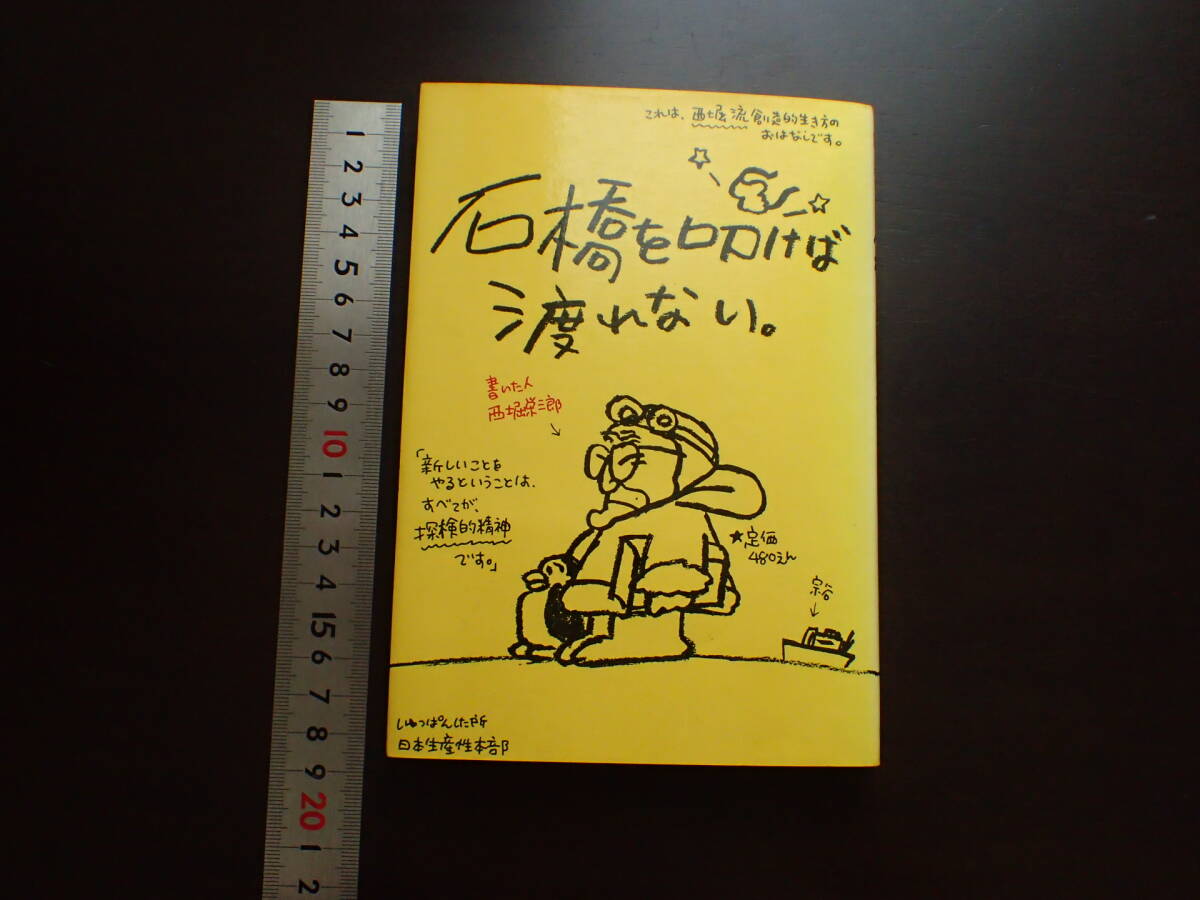 これは、西堀流創造的生き方の
おはなしです。
石橋を叩けば
渡れない。
書いた人
西堀栄三郎
「新しいことを
やるということは、
すべてが、
探検的精神
です。」
★定価
480えん
宗谷
しゅっぱんした所
日本生産性本部
1
2
3
4
5
6
7
8
9
10
1
2
3
4
15
6
7
8
9
20
1
2